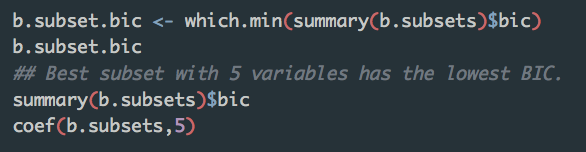 b.subset.bic <- which.min(summary(b.subsets)$bic)
b.subset.bic
## Best subset with 5 variables has the lowest BIC.
summary(b.subsets)$bic
coef(b.subsets,5)